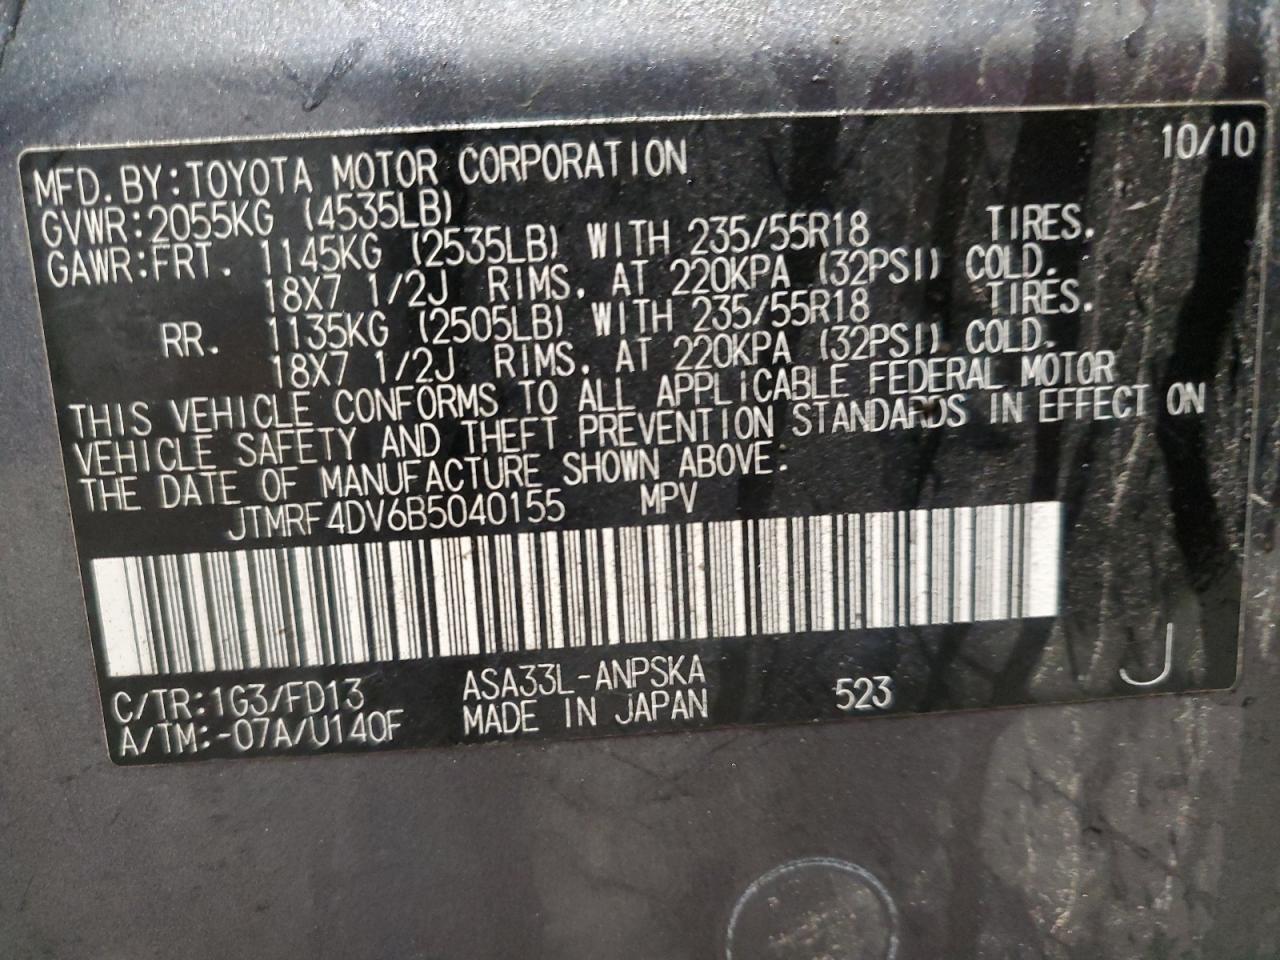 MFD. BY: TOYOTA MOTOR CORPORATION 10/10
GVWR: 2055KG (4535LB)
GAWR: FRT. 1145KG (2535LB) WITH 235/55R18 TIRES.
18X7 1/2J RIMS. AT 220KPA (32PSI) COLD.
RR. 1135KG (2505LB) WITH 235/55R18 TIRES.
18X7 1/2J RIMS. AT 220KPA (32PSI) COLD.
THIS VEHICLE CONFORMS TO ALL APPLICABLE FEDERAL MOTOR
VEHICLE SAFETY AND THEFT PREVENTION STANDARDS IN EFFECT ON
THE DATE OF MANUFACTURE SHOWN ABOVE.
JTMRF4DV6B5040155 MPV
C/TR: 1G3/FD13 ASA33L-ANPSKA 523 J
A/TM: -07A/U140F MADE IN JAPAN